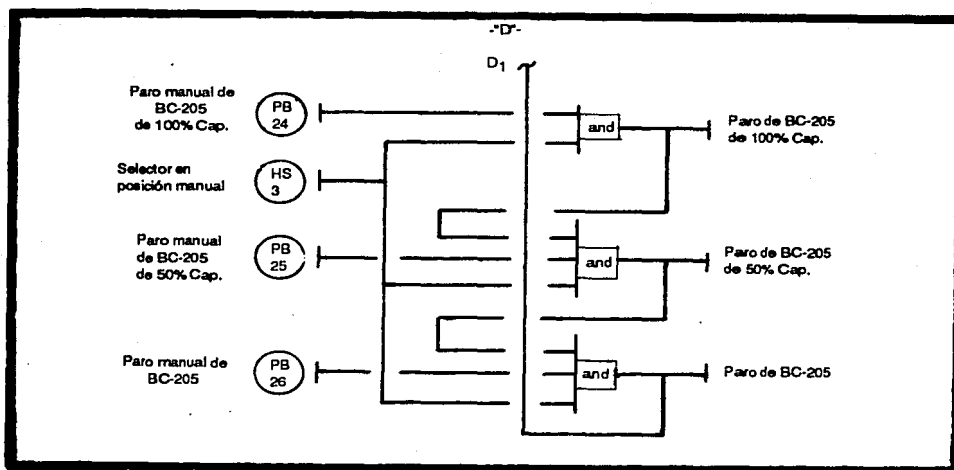 -"D"-
D1
Paro manual de
BC-205
de 100% Cap.
PB
24
and
Paro de BC-205
de 100% Cap.
Selector en
posición manual
HS
3
Paro manual
de BC-205
de 50% Cap.
PB
25
and
Paro de BC-205
de 50% Cap.
Paro manual de
BC-205
PB
26
and
Paro de BC-205